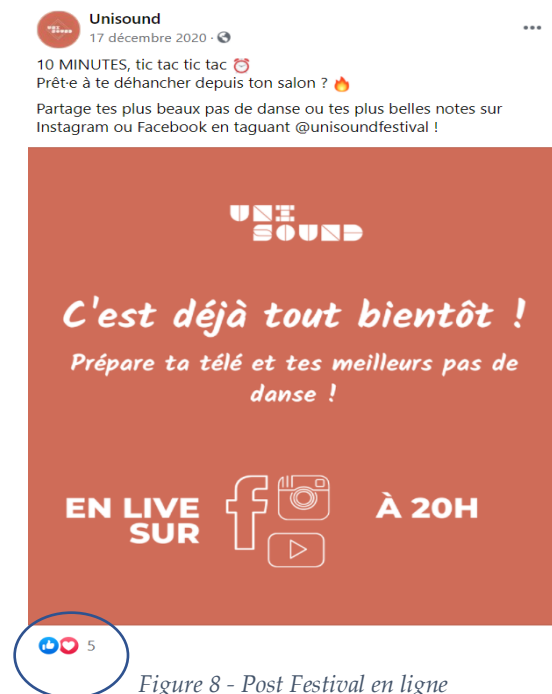 UNI
SOUND
Unisound
17 décembre 2020 ·
10 MINUTES, tic tac tic tac ⏰
Prêt·e à te déhancher depuis ton salon ? 🔥
Partage tes plus beaux pas de danse ou tes plus belles notes sur
Instagram ou Facebook en taguant @unisoundfestival !
UNI
SOUND
C'est déjà tout bientôt !
Prépare ta télé et tes meilleurs pas de
danse !
EN LIVE
SUR
À 20H
5
Figure 8 - Post Festival en ligne